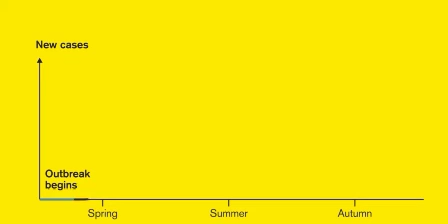 New cases
Outbreak
begins
Spring
Summer
Autumn